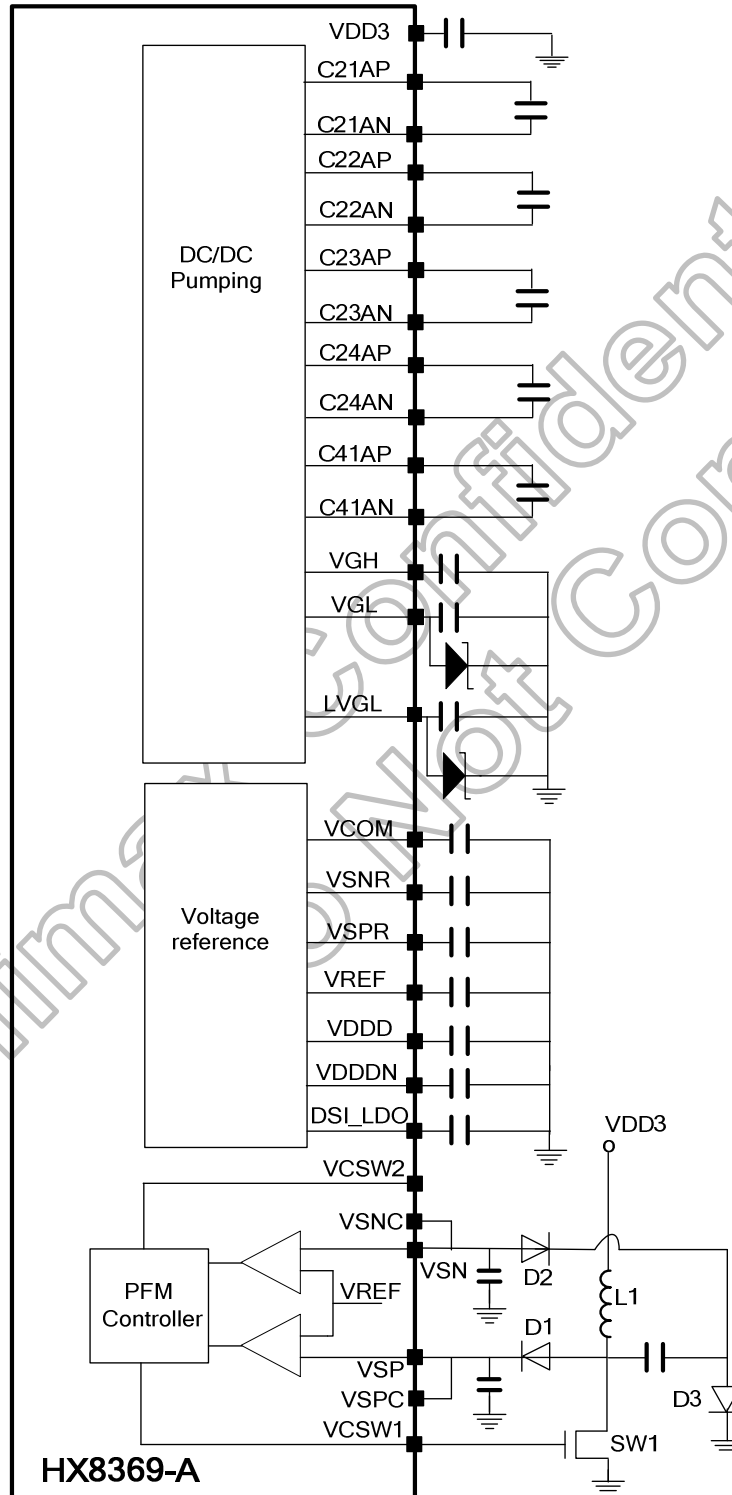 VDD3
C21AP
C21AN
C22AP
C22AN
DC/DC
Pumping
C23AP
C23AN
C24AP
C24AN
C41AP
C41AN
VGH
VGL
LVGL
VCOM
VSNR
Voltage
reference
VSPR
VREF
VDDD
VDDDN
DSI_LDO
VDD3
VCSW2
VSNC
VSN
D2
PFM
Controller
VREF
L1
D1
VSP
VSPC
D3
VCSW1
SW1
HX8369-A
Confident
Not